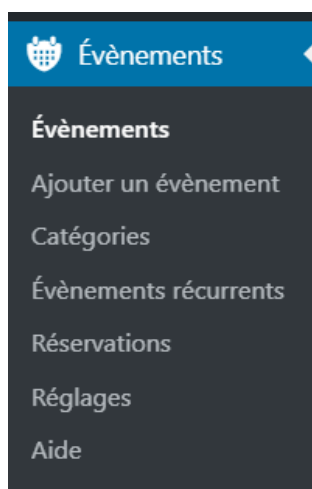 Évènements
Évènements
Ajouter un évènement
Catégories
Évènements récurrents
Réservations
Réglages
Aide